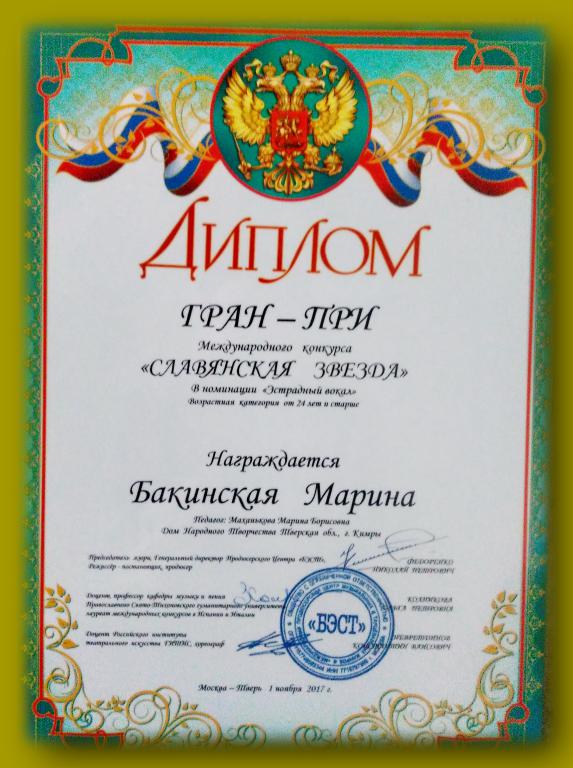 ДИПЛОМ
ГРАН – ПРИ
Международного конкурса
«СЛАВЯНСКАЯ ЗВЕЗДА»
В номинации «Эстрадный вокал»
Возрастная категория от 24 лет и старше
Награждается
Бакинская Марина
Педагог: Маханькова Марина Борисовна
Дом Народного Творчества Тверская обл., г. Кимры
Председатель жюри, Генеральный директор Продюсерского Центра «БЭСТ»,
Режиссёр - постановщик, продюсер
ФЕДОРЕНКО
НИКОЛАЙ ПЕТРОВИЧ
Доцент, профессор кафедры музыки и пения
Православного Свято-Тихоновского гуманитарного университета
лауреат международных конкурсов в Испании и Италии
ПЕТРОВНА
Доцент Российского института
театрального искусства ГИТИС, хореограф
«БЭСТ»
Москва – Тверь 1 ноября 2017 г.